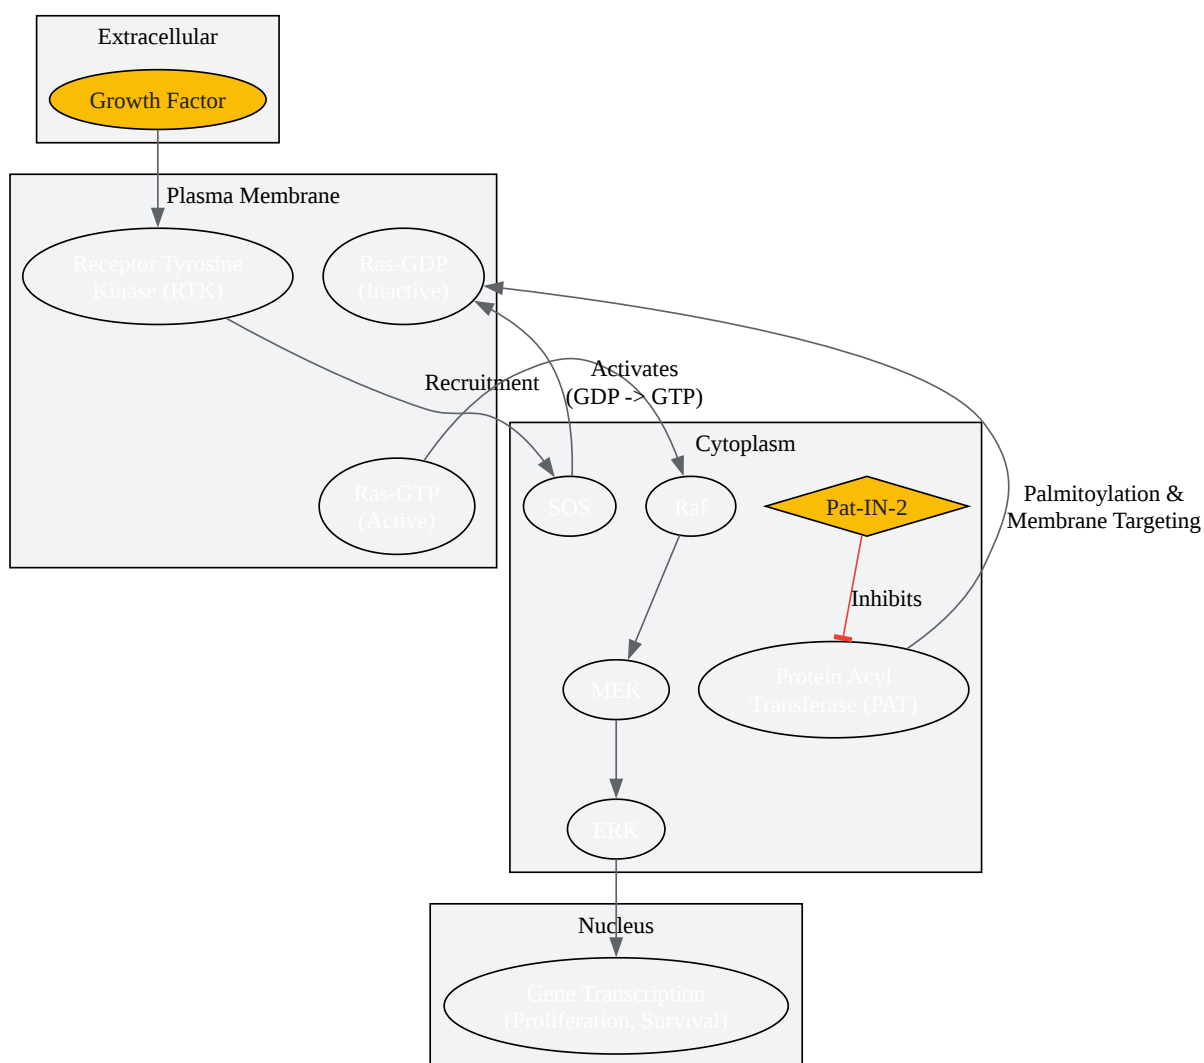 Extracellular
Growth Factor
Plasma Membrane
Receptor Tyrosine
Kinase (RTK)
Ras-GDP
(Inactive)
Recruitment
Activates
(GDP -> GTP)
Cytoplasm
Ras-GTP
(Active)
SOS
Raf
Pat-IN-2
Palmitoylation &
Membrane Targeting
Inhibits
MEK
Protein Acyl
Transferase (PAT)
ERK
Nucleus
Gene Transcription
(Proliferation, Survival)